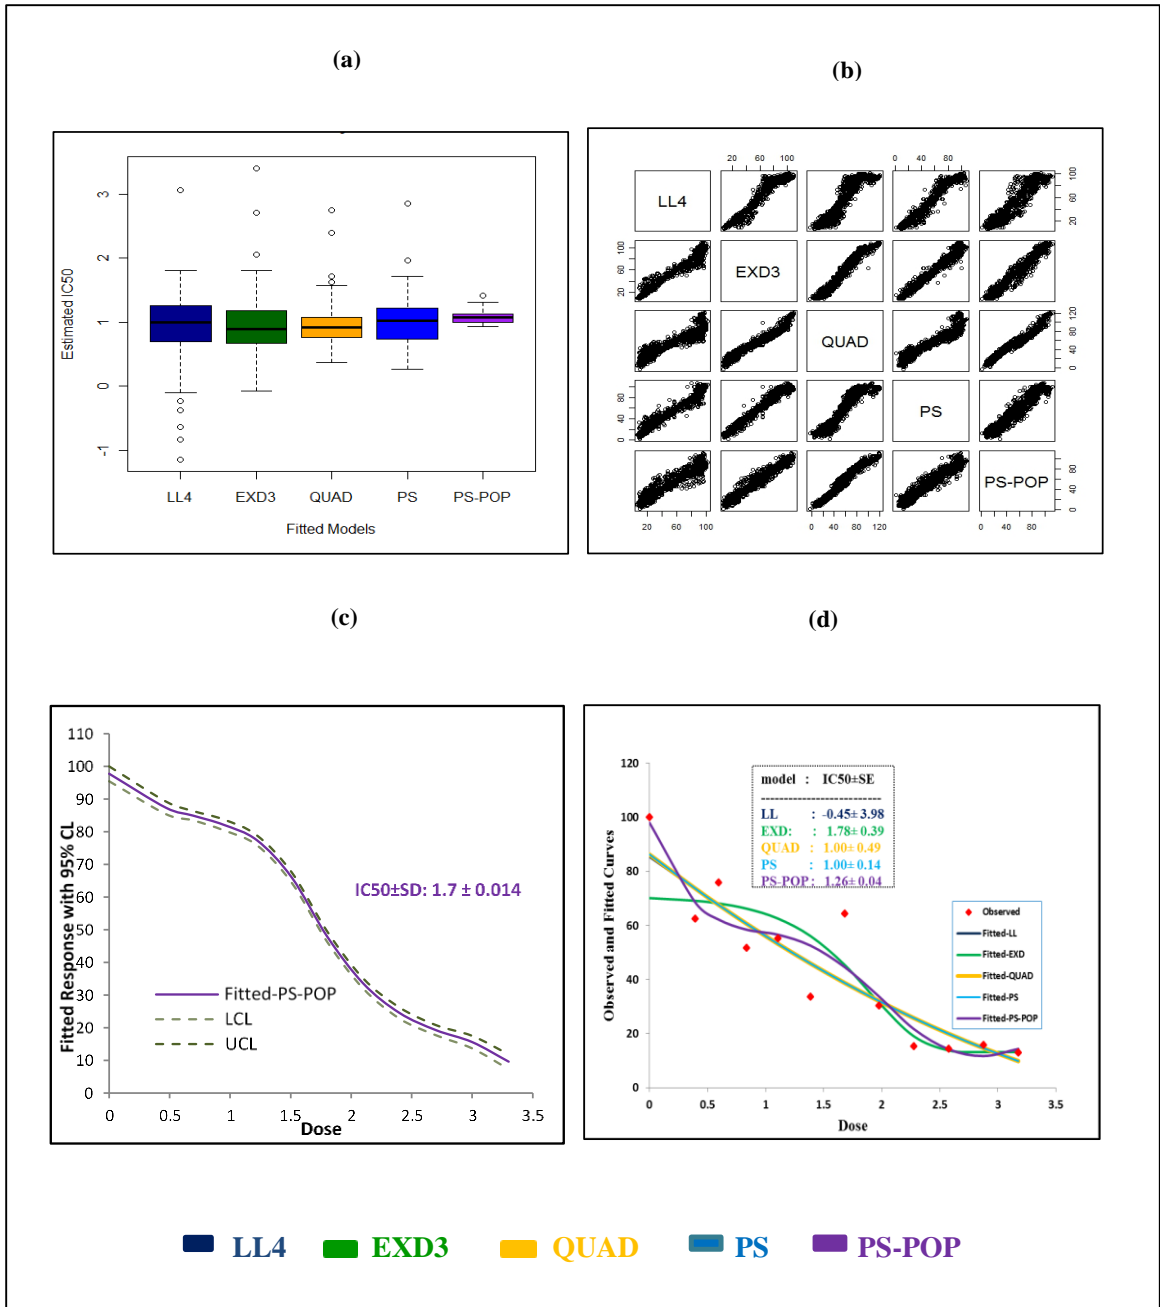 (a)
(b)
3
2
1
0
-1
Estimated IC50
LL4 EXD3 QUAD PS PS-POP
Fitted Models
20 60 100
0 20 60 100
LL4
20 60 100
EXD3
20 60 100
QUAD
0 40 80 120
PS
0 40 80
PS-POP
0 40 80
20 60 100
0 40 80 120
0 20 60 100
(c)
(d)
110
100
90
80
70
60
50
40
30
20
10
0
Fitted Response with 95% CL
IC50±SD: 1.7 ± 0.014
Fitted-PS-POP
LCL
UCL
0 0.5 1 1.5 2 2.5 3 3.5
Dose
120
100
80
60
40
20
0
Observed and Fitted Curves
model : IC50±SE
----------------------
LL : -0.45± 3.98
EXD: : 1.78± 0.39
QUAD : 1.00± 0.49
PS : 1.00± 0.14
PS-POP: 1.26± 0.04
Observed
Fitted-LL
Fitted-EXD
Fitted-QUAD
Fitted-PS
Fitted-PS-POP
0 0.5 1 1.5 2 2.5 3 3.5
Dose
LL4 EXD3 QUAD PS PS-POP